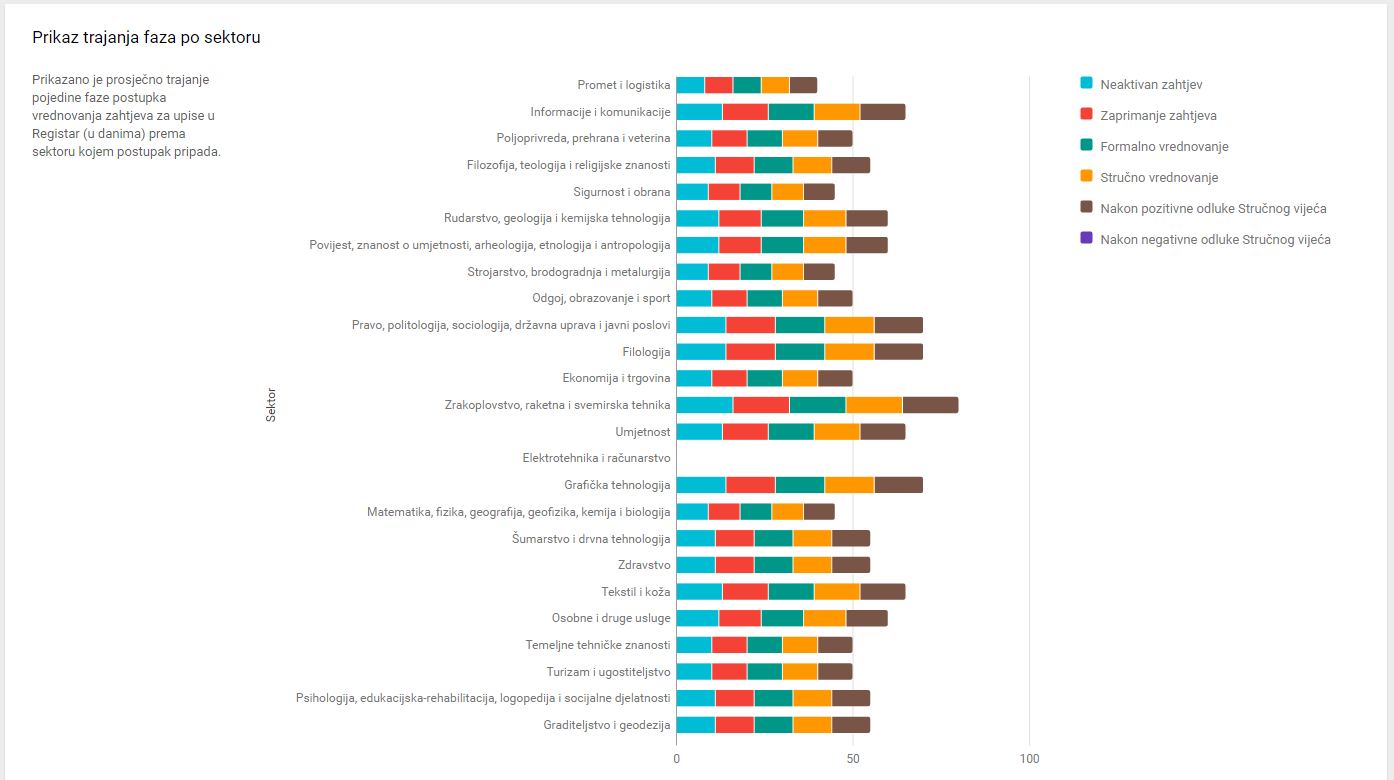 Prikaz trajanja faza po sektoru
Prikazano je prosječno trajanje
pojedine faze postupka
vrednovanja zahtjeva za upise u
Registar (u danima) prema
sektoru kojem postupak pripada.
Sektor
Promet i logistika
Informacije i komunikacije
Poljoprivreda, prehrana i veterina
Filozofija, teologija i religijske znanosti
Sigurnost i obrana
Rudarstvo, geologija i kemijska tehnologija
Povijest, znanost o umjetnosti, arheologija, etnologija i antropologija
Strojarstvo, brodogradnja i metalurgija
Odgoj, obrazovanje i sport
Pravo, politologija, sociologija, državna uprava i javni poslovi
Filologija
Ekonomija i trgovina
Zrakoplovstvo, raketna i svemirska tehnika
Umjetnost
Elektrotehnika i računarstvo
Grafička tehnologija
Matematika, fizika, geografija, geofizika, kemija i biologija
Šumarstvo i drvna tehnologija
Zdravstvo
Tekstil i koža
Osobne i druge usluge
Temeljne tehničke znanosti
Turizam i ugostiteljstvo
Psihologija, edukacijska-rehabilitacija, logopedija i socijalne djelatnosti
Graditeljstvo i geodezija
0 50 100
Neaktivan zahtjev
Zaprimanje zahtjeva
Formalno vrednovanje
Stručno vrednovanje
Nakon pozitivne odluke Stručnog vijeća
Nakon negativne odluke Stručnog vijeća